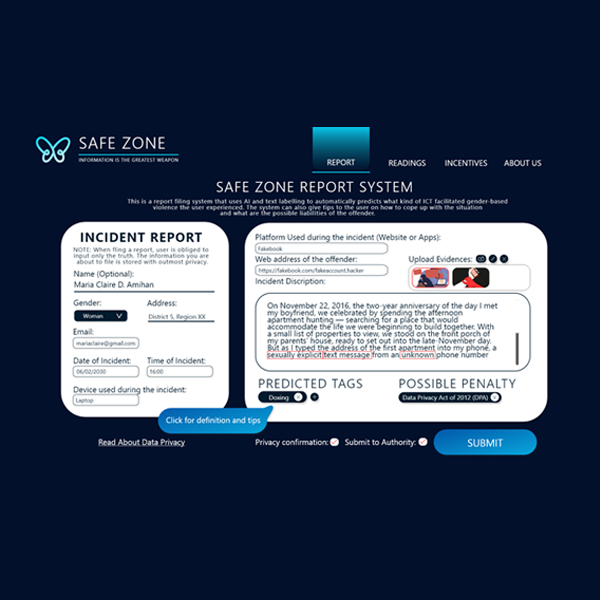 SAFE ZONE
INFORMATION IS THE GREATEST WEAPON
REPORT
READINGS
INCENTIVES
ABOUT US
SAFE ZONE REPORT SYSTEM
This is a report filing system that uses AI and text labelling to automatically predicts what kind of ICT facilitated gender-based
violence the user experienced. The system can also give tips to the user on how to cope up with the situation
and what are the possible liabilities of the offender.
INCIDENT REPORT
NOTE: When fling a report, user is obliged to
input only the truth. The information you are
about to file is stored with outmost privacy.
Name (Optional):
Maria Claire D. Amihan
Gender:
Woman
Address:
District 5, Region XX
Email:
mariaclaire@gmail.com
Date of Incident:
06/02/2030
Time of Incident:
16:00
Device used during the incident:
Laptop
Click for definition and tips
Read About Data Privacy
Platform Used during the incident (Website or Apps):
Fakebook
Web address of the offender:
https://fakebook.com/fakeaccount.hacker
Upload Evidences:
Incident Discription:
On November 22, 2016, the two-year anniversary of the day I met
my boyfriend, we celebrated by spending the afternoon
apartment hunting — searching for a place that would
accommodate the life we were beginning to build together. With
a small list of properties to view, we stood on the front porch of
my parents' house, ready to set out into the late-November day.
But as I typed the address of the first apartment into my phone, a
sexually explicit text message from an unknown phone number
PREDICTED TAGS
Doxing
POSSIBLE PENALTY
Data Privacy Act of 2012 (DPA)
Privacy confirmation:
Submit to Authority:
SUBMIT